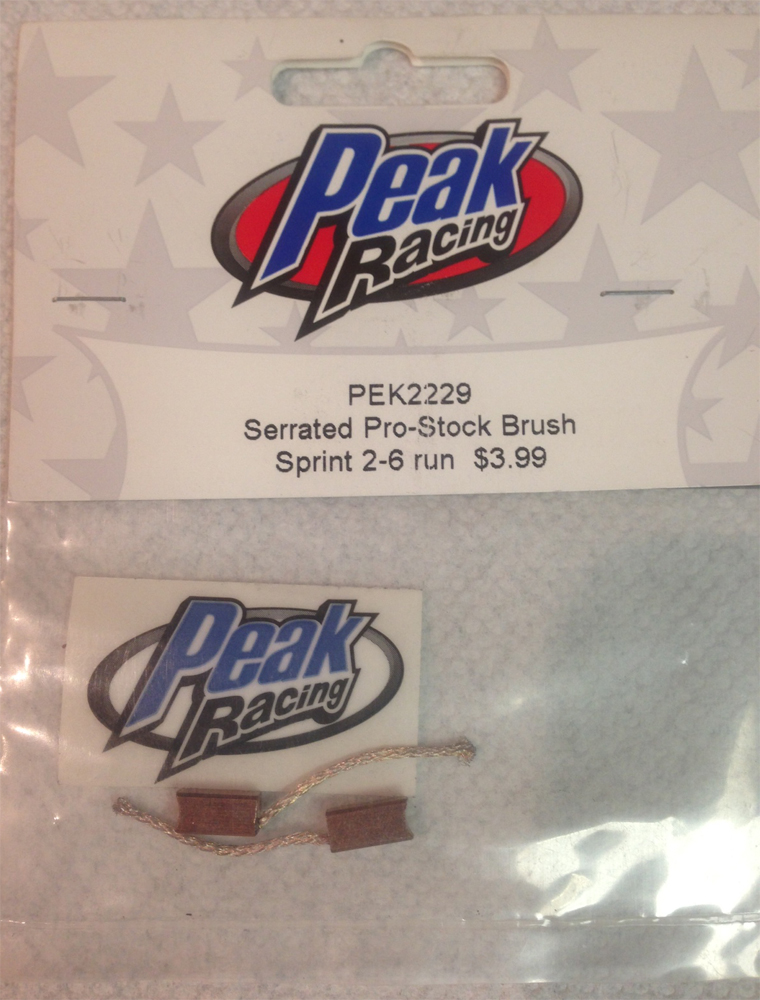 Peak
Racing
PEK2229
Serrated Pro-Stock Brush
Sprint 2-6 run $3.99
Peak
Racing